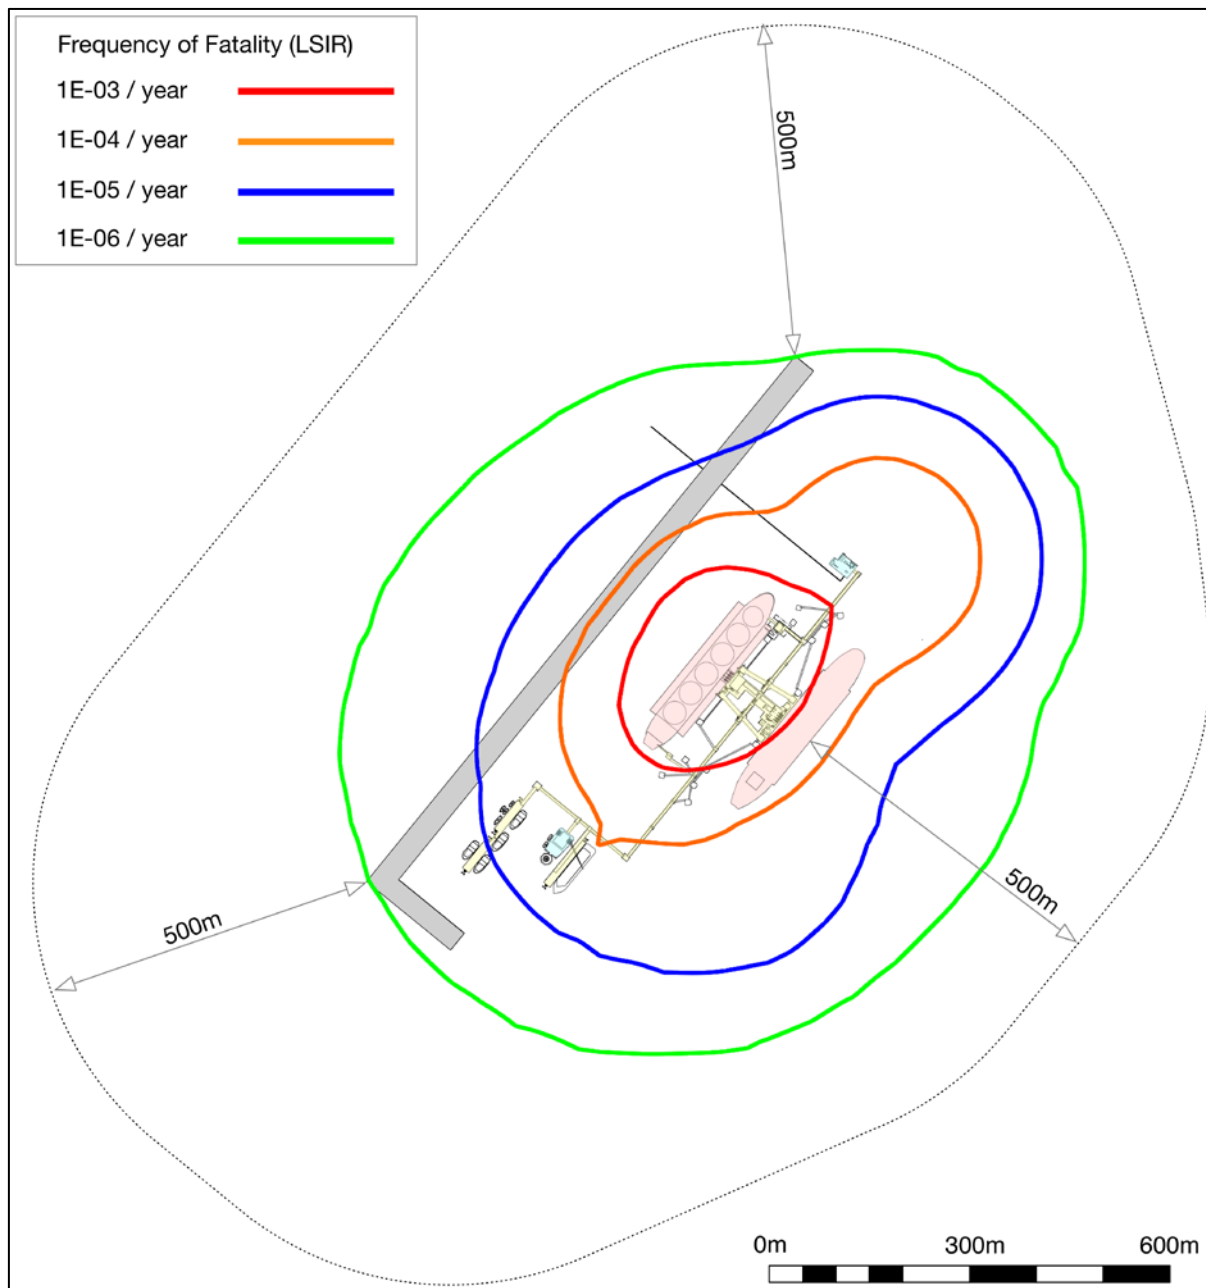 Frequency of Fatality (LSIR)
1E-03 / year
1E-04 / year
1E-05 / year
1E-06 / year
500m
500m
500m
0m 300m 600m